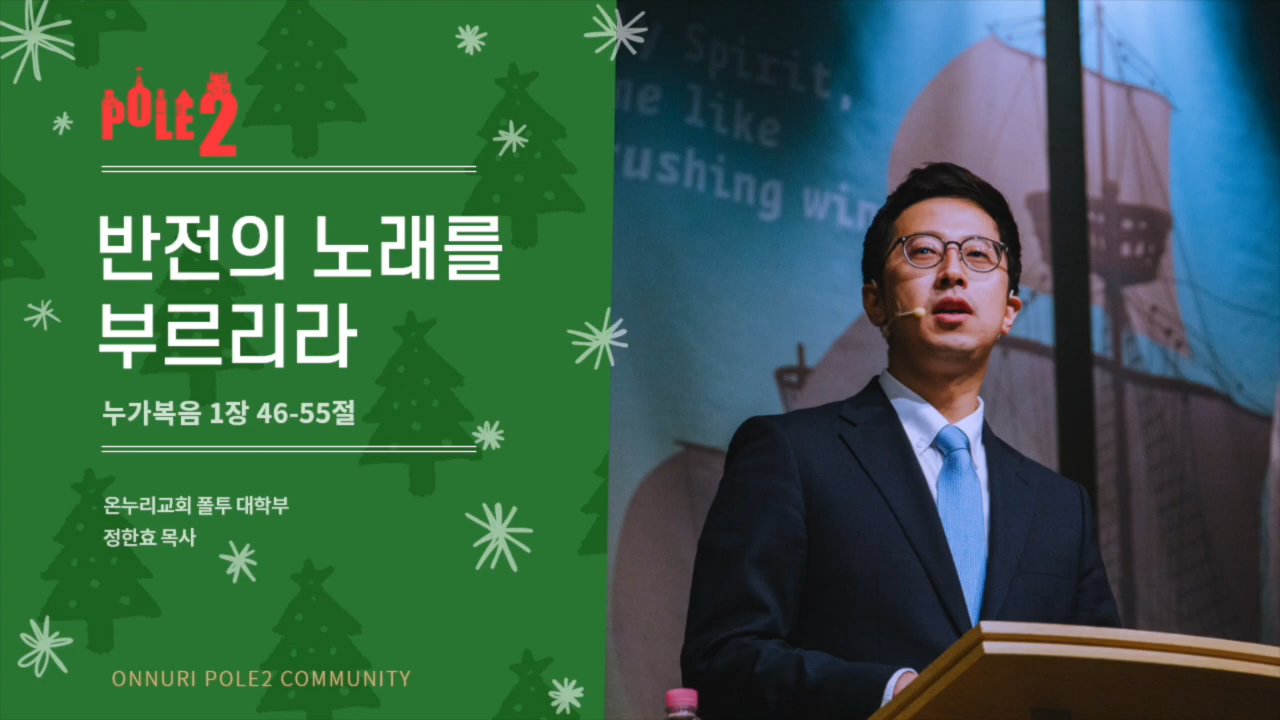 POLE2
반전의 노래를
부르리라
누가복음 1장 46-55절
온누리교회 폴투 대학부
정한효 목사
ONNURI POLE2 COMMUNITY
Spirit,
like
rushing